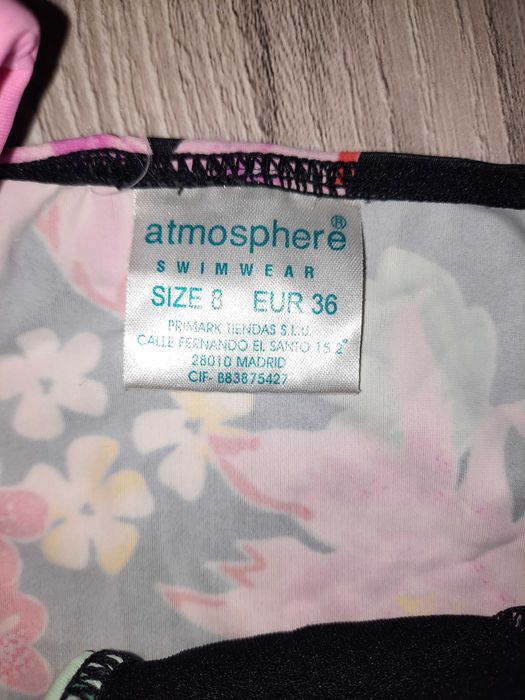 atmosphere®
SWIMWEAR
SIZE 8 EUR 36
PRIMARK TIENDAS S.L.U.
CALLE FERNANDO EL SANTO 15 2°
28010 MADRID
CIF- B83875427